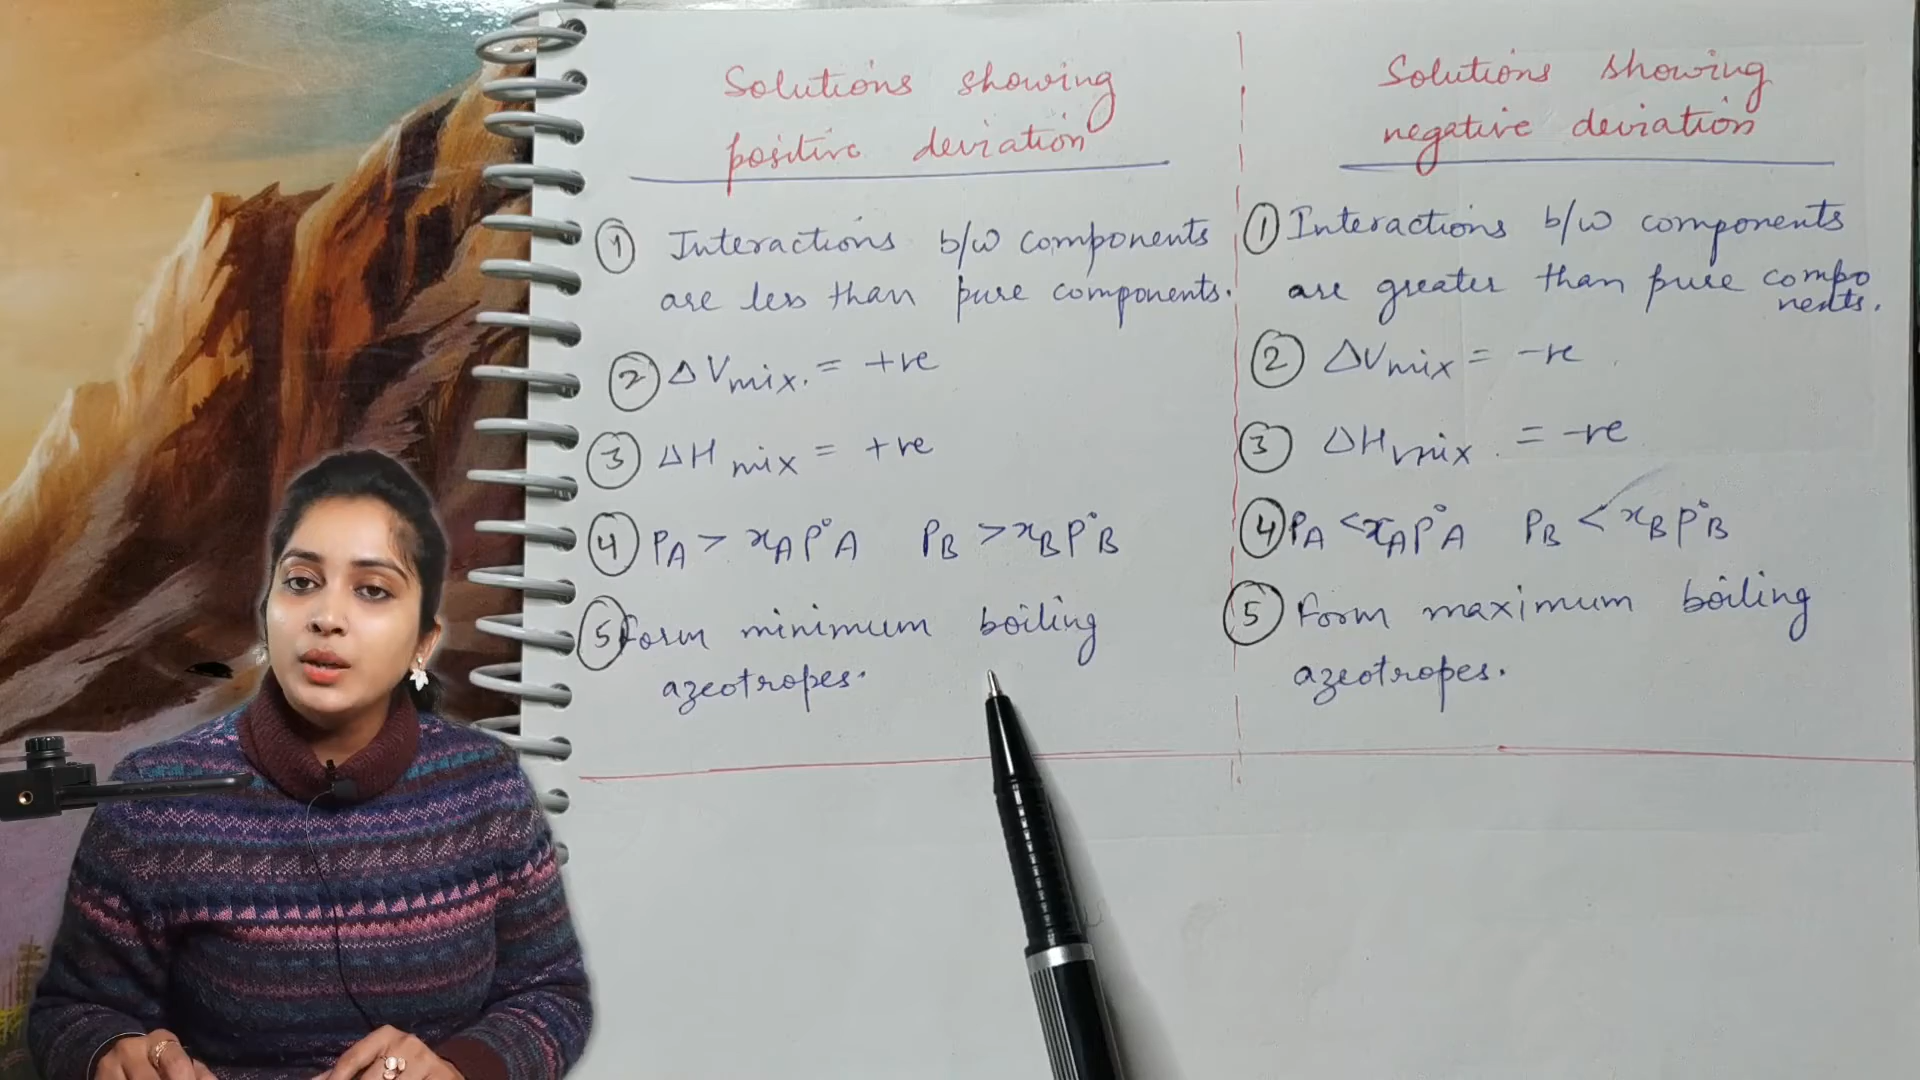 Solutions showing
positive deviation
① Interactions b/w components
are less than pure components.
② ΔVmix. = +ve
③ ΔH mix = +ve
④ PA > xAP°A PB > xBP°B
⑤ Form minimum boiling
azeotropes.
Solutions showing
negative deviation
① Interactions b/w components
are greater than pure compo
nents.
② ΔVmix = -ve
③ ΔHmix = -ve
④ PA < xAP°A PB < xBP°B
⑤ Form maximum boiling
azeotropes.